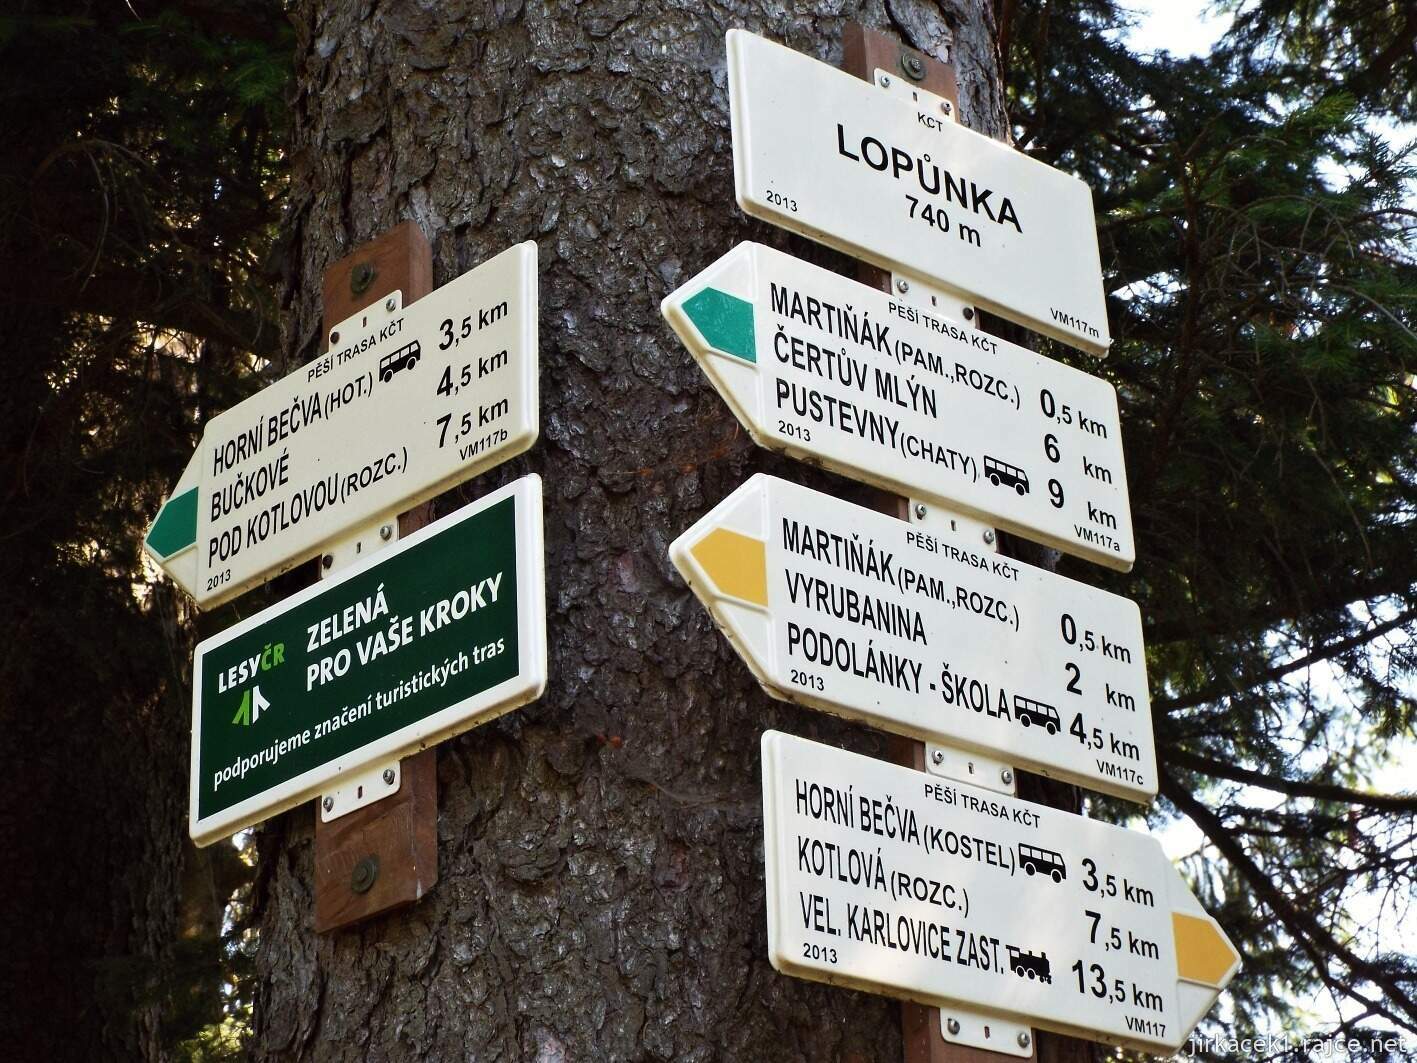 KČT
LOPŮNKA
740 m
2013
VM117m
PĚŠÍ TRASA KČT
MARTIŇÁK (PAM.,ROZC.) 0,5 km
ČERTŮV MLÝN 6 km
PUSTEVNY (CHATY) 9 km
2013
VM117a
PĚŠÍ TRASA KČT
MARTIŇÁK (PAM.,ROZC.) 0,5 km
VYRUBANINA 2 km
PODOLÁNKY - ŠKOLA 4,5 km
2013
VM117c
PĚŠÍ TRASA KČT
HORNÍ BEČVA (KOSTEL) 3,5 km
KOTLOVÁ (ROZC.) 7,5 km
VEL. KARLOVICE ZAST. 13,5 km
2013
VM117
PĚŠÍ TRASA KČT
HORNÍ BEČVA (HOT.) 3,5 km
BUČKOVÉ 4,5 km
POD KOTLOVOU (ROZC.) 7,5 km
2013
VM117b
LESYČR
ZELENÁ
PRO VAŠE KROKY
podporujeme značení turistických tras
jirkacek1.rajce.net